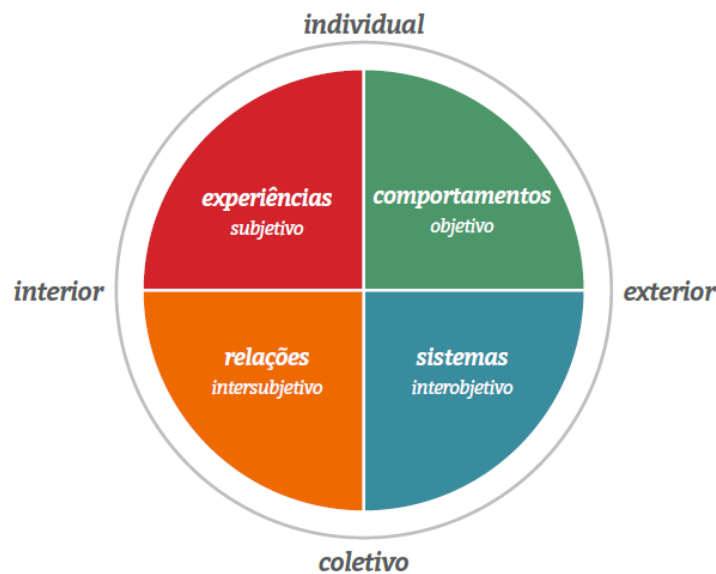 individual
experiências
subjetivo
comportamentos
objetivo
interior
exterior
relações
intersubjetivo
sistemas
interobjetivo
coletivo